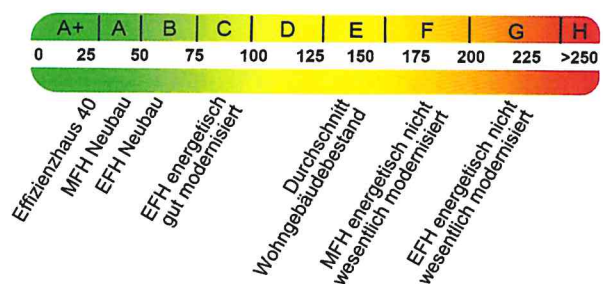 A+ A B C D E F G H
0 25 50 75 100 125 150 175 200 225 >250
Effizienzhaus 40
MFH Neubau
EFH Neubau
EFH energetisch
gut modernisiert
Durchschnitt
Wohngebäudebestand
MFH energetisch nicht
wesentlich modernisiert
EFH energetisch nicht
wesentlich modernisiert